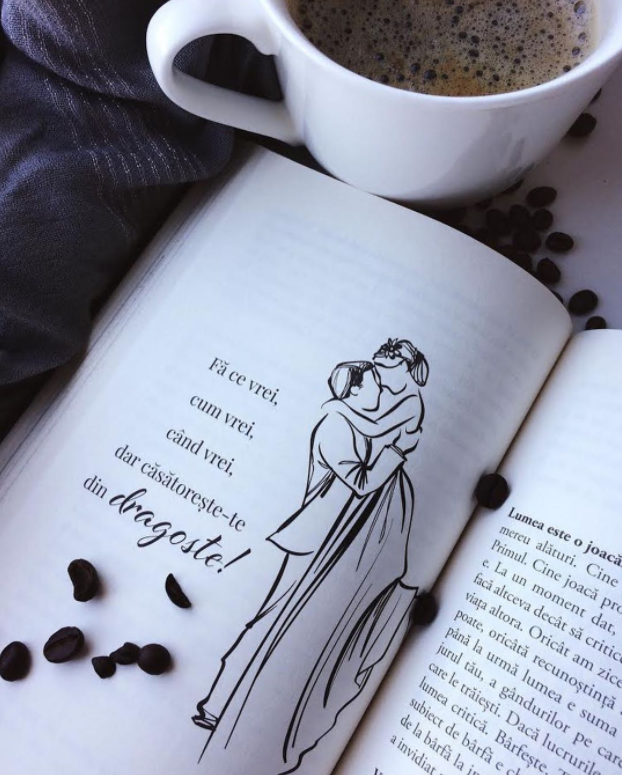 Fă ce vrei,
cum vrei,
când vrei,
dar căsătorește-te
din dragoste!
Lumea este o joacă
mereu alături. Cine
Primul. Cine joacă pro
e. La un moment dat,
facă altceva decât să critice
viața altora. Oricât am zice
poate, oricâtă recunoștință a
până la urmă lumea e suma
jurul tău, a gândurilor pe care
care le trăiești. Dacă lucrurile
lumea critică. Bârfește.
subiect de bârfă e
de la bârfă la
a invidiat